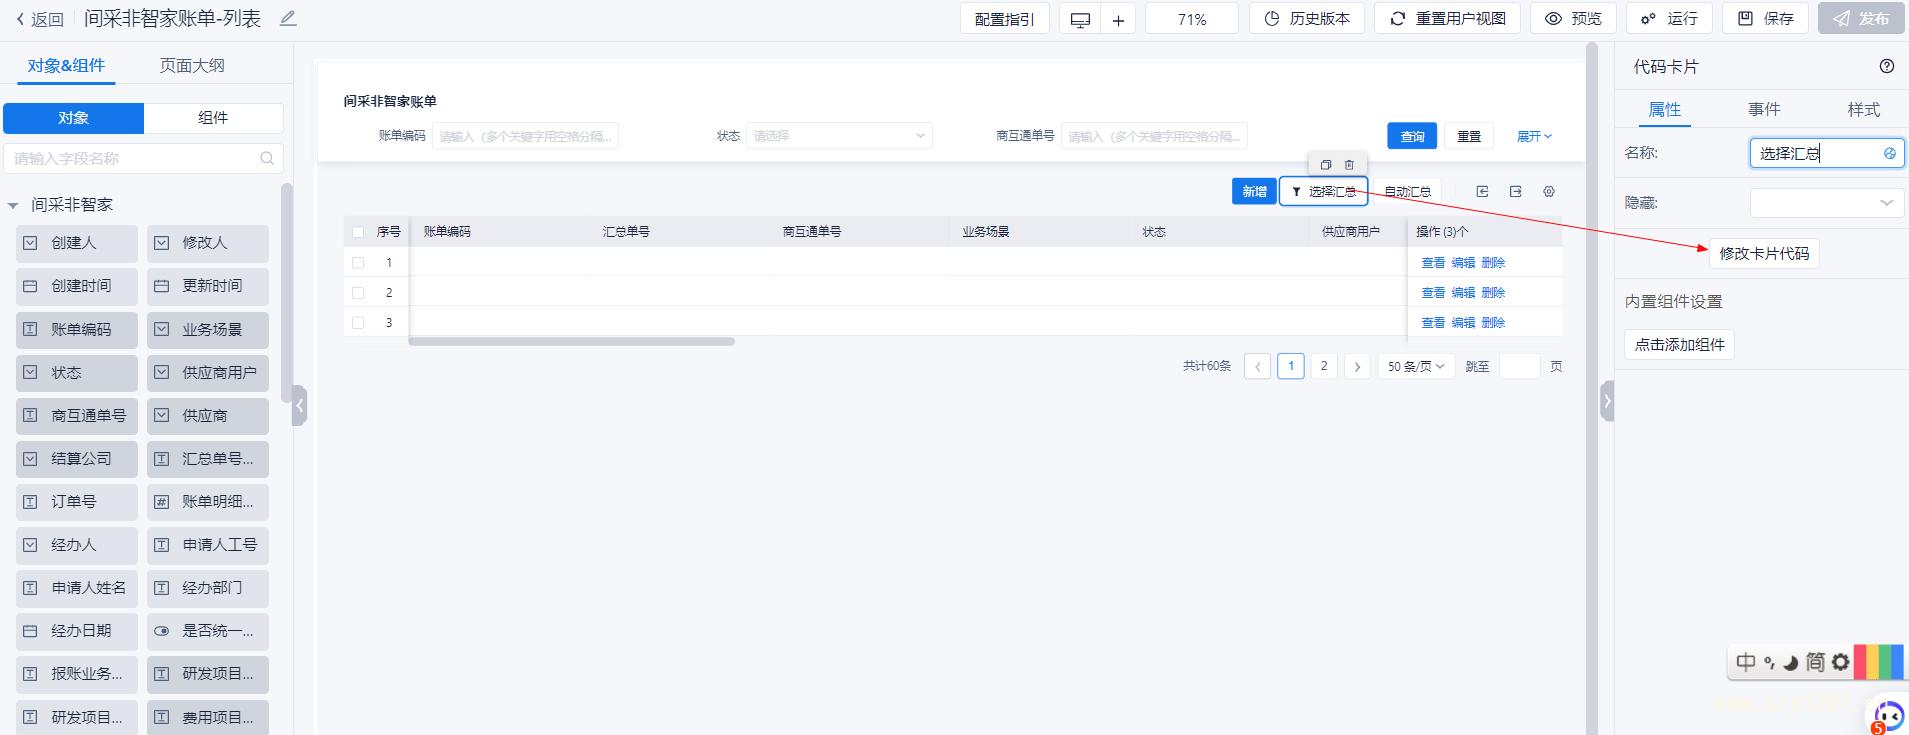 返回 间采非智家账单-列表
配置指引 71% 历史版本 重置用户视图 预览 运行 保存 发布
对象&组件 页面大纲
对象 组件
请输入字段名称
间采非智家
创建人 修改人
创建时间 更新时间
账单编码 业务场景
状态 供应商用户
商互通单号 供应商
结算公司 汇总单号...
订单号 账单明细...
经办人 申请人工号
申请人姓名 经办部门
经办日期 是否统一...
报账业务... 研发项目...
研发项目... 费用项目...
间采非智家账单
账单编码 请输入（多个关键字用空格分隔... 状态 请选择 商互通单号 请输入（多个关键字用空格分隔... 查询 重置 展开
新增 选择汇总 自动汇总
序号 账单编码 汇总单号 商互通单号 业务场景 状态 供应商用户 操作 (3)个
1 查看 编辑 删除
2 查看 编辑 删除
3 查看 编辑 删除
共计60条 1 2 50 条/页 跳至 页
代码卡片
属性 事件 样式
名称: 选择汇总
隐藏:
修改卡片代码
内置组件设置
点击添加组件
中 简
5